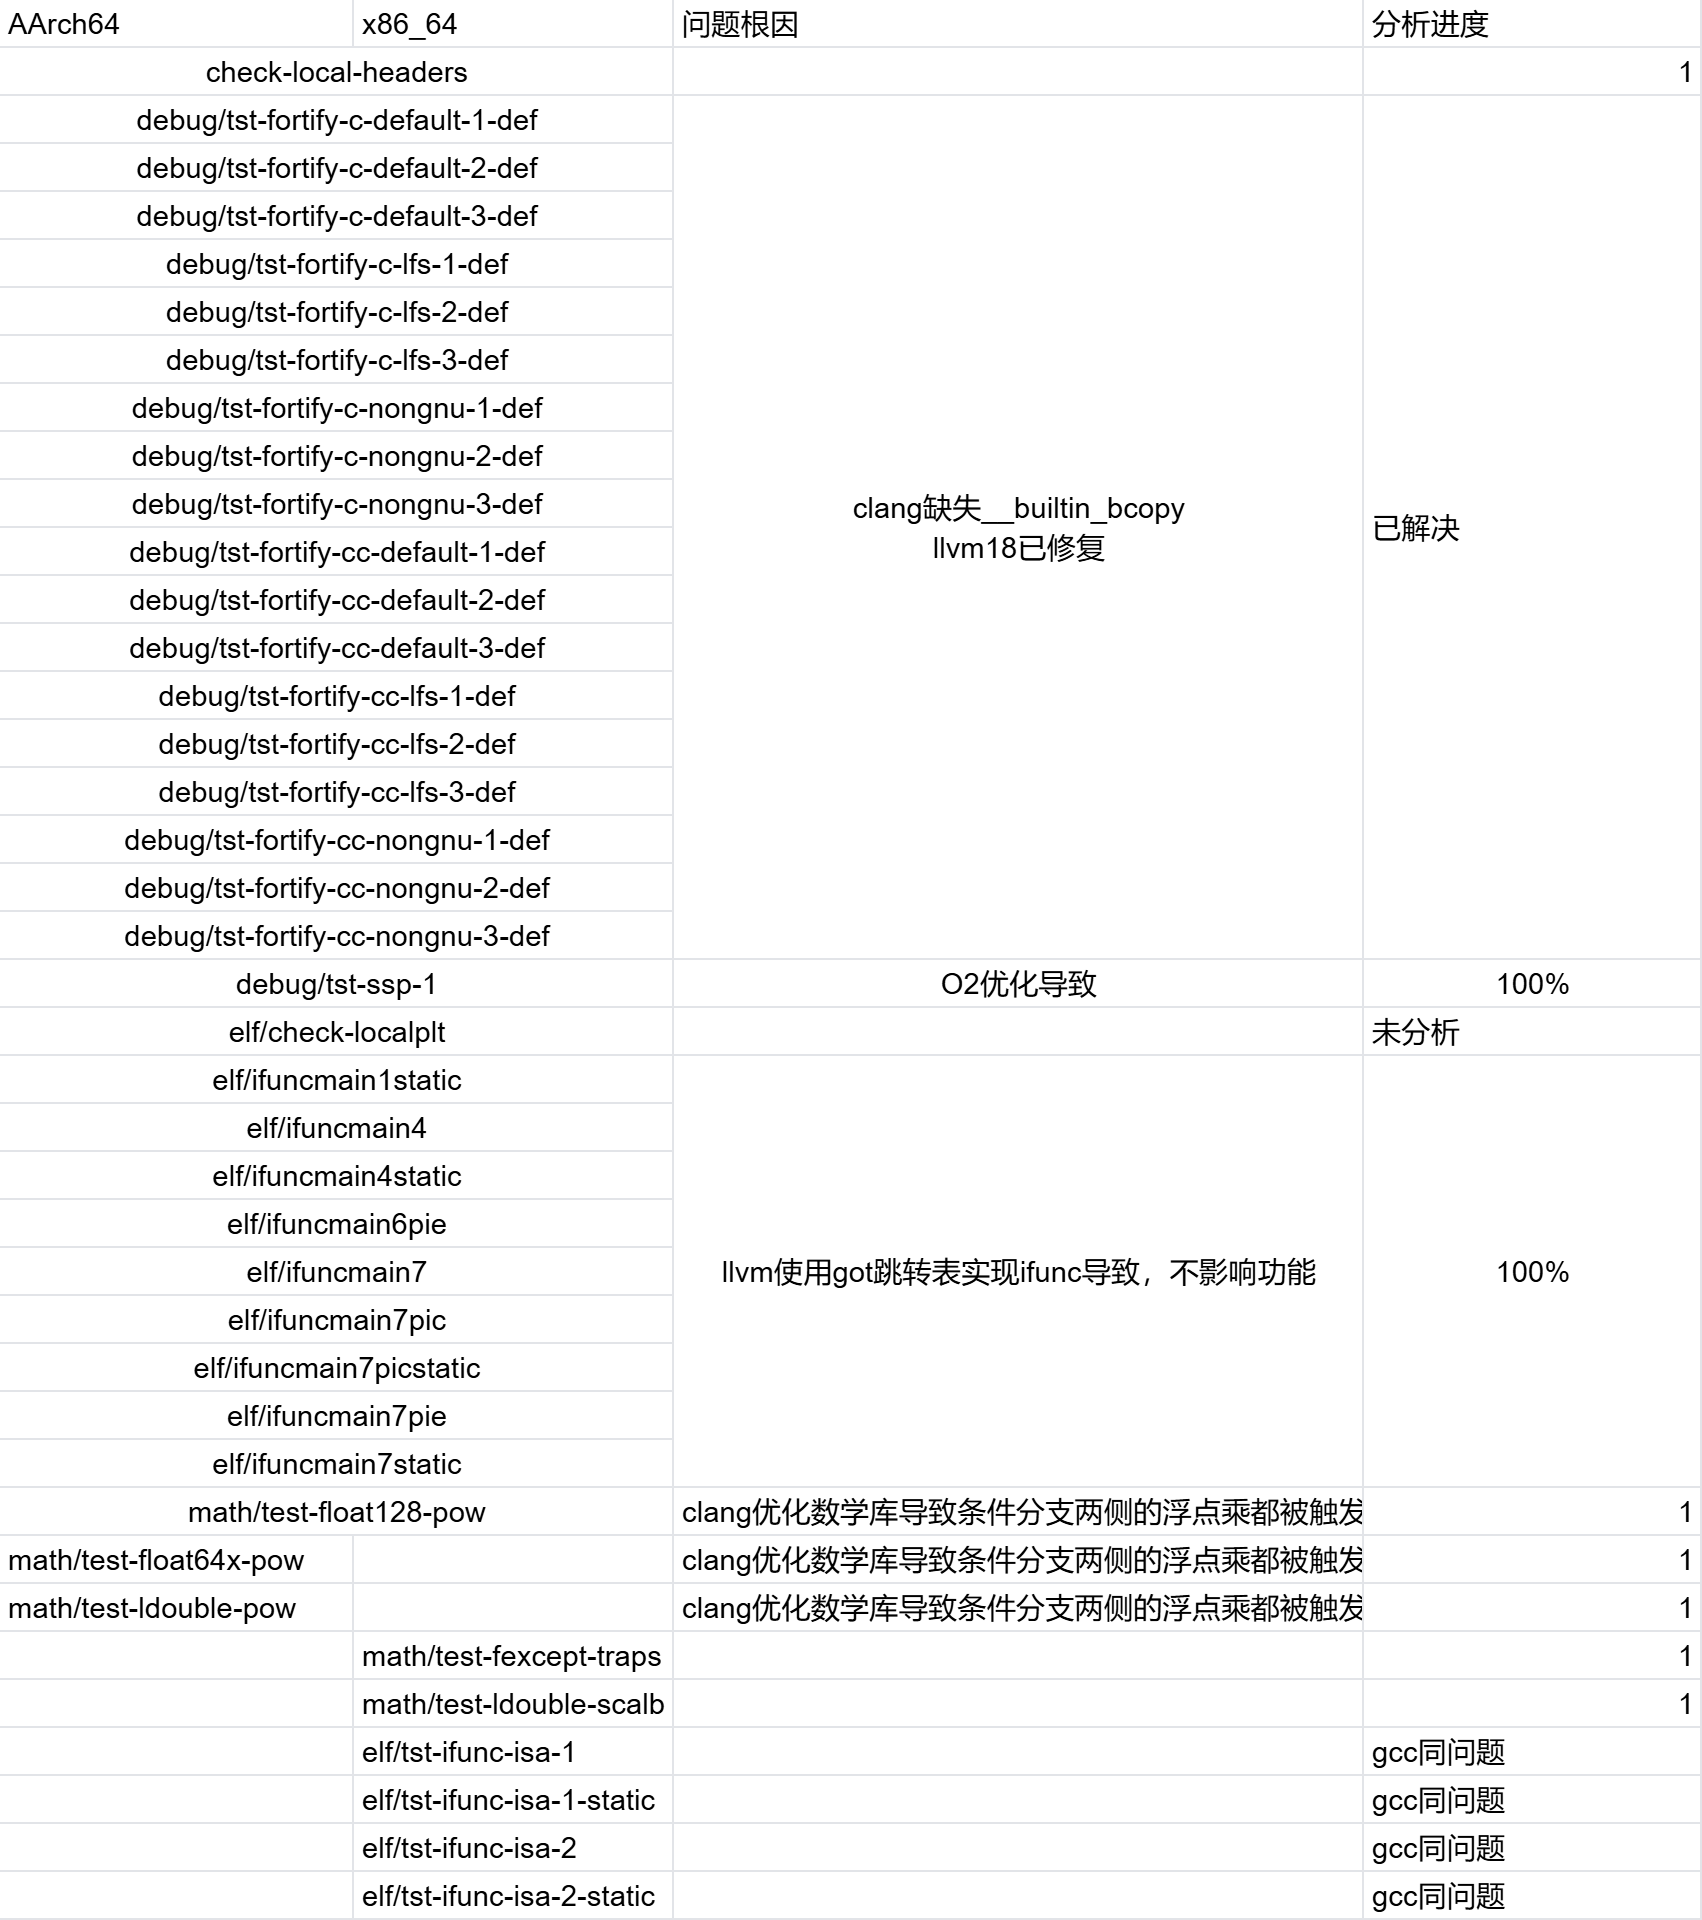 AArch64 x86_64 问题根因 分析进度
check-local-headers 1
debug/tst-fortify-c-default-1-def
debug/tst-fortify-c-default-2-def
debug/tst-fortify-c-default-3-def
debug/tst-fortify-c-lfs-1-def
debug/tst-fortify-c-lfs-2-def
debug/tst-fortify-c-lfs-3-def
debug/tst-fortify-c-nongnu-1-def
debug/tst-fortify-c-nongnu-2-def
debug/tst-fortify-c-nongnu-3-def
debug/tst-fortify-cc-default-1-def
debug/tst-fortify-cc-default-2-def
debug/tst-fortify-cc-default-3-def
debug/tst-fortify-cc-lfs-1-def
debug/tst-fortify-cc-lfs-2-def
debug/tst-fortify-cc-lfs-3-def
debug/tst-fortify-cc-nongnu-1-def
debug/tst-fortify-cc-nongnu-2-def
debug/tst-fortify-cc-nongnu-3-def
clang缺失__builtin_bcopy
llvm18已修复
已解决
debug/tst-ssp-1 O2优化导致 100%
elf/check-localplt 未分析
elf/ifuncmain1static
elf/ifuncmain4
elf/ifuncmain4static
elf/ifuncmain6pie
elf/ifuncmain7
elf/ifuncmain7pic
elf/ifuncmain7picstatic
elf/ifuncmain7pie
elf/ifuncmain7static
llvm使用got跳转表实现ifunc导致，不影响功能
100%
math/test-float128-pow clang优化数学库导致条件分支两侧的浮点乘都被触发 1
math/test-float64x-pow clang优化数学库导致条件分支两侧的浮点乘都被触发 1
math/test-ldouble-pow clang优化数学库导致条件分支两侧的浮点乘都被触发 1
math/test-fexcept-traps 1
math/test-ldouble-scalb 1
elf/tst-ifunc-isa-1 gcc同问题
elf/tst-ifunc-isa-1-static gcc同问题
elf/tst-ifunc-isa-2 gcc同问题
elf/tst-ifunc-isa-2-static gcc同问题